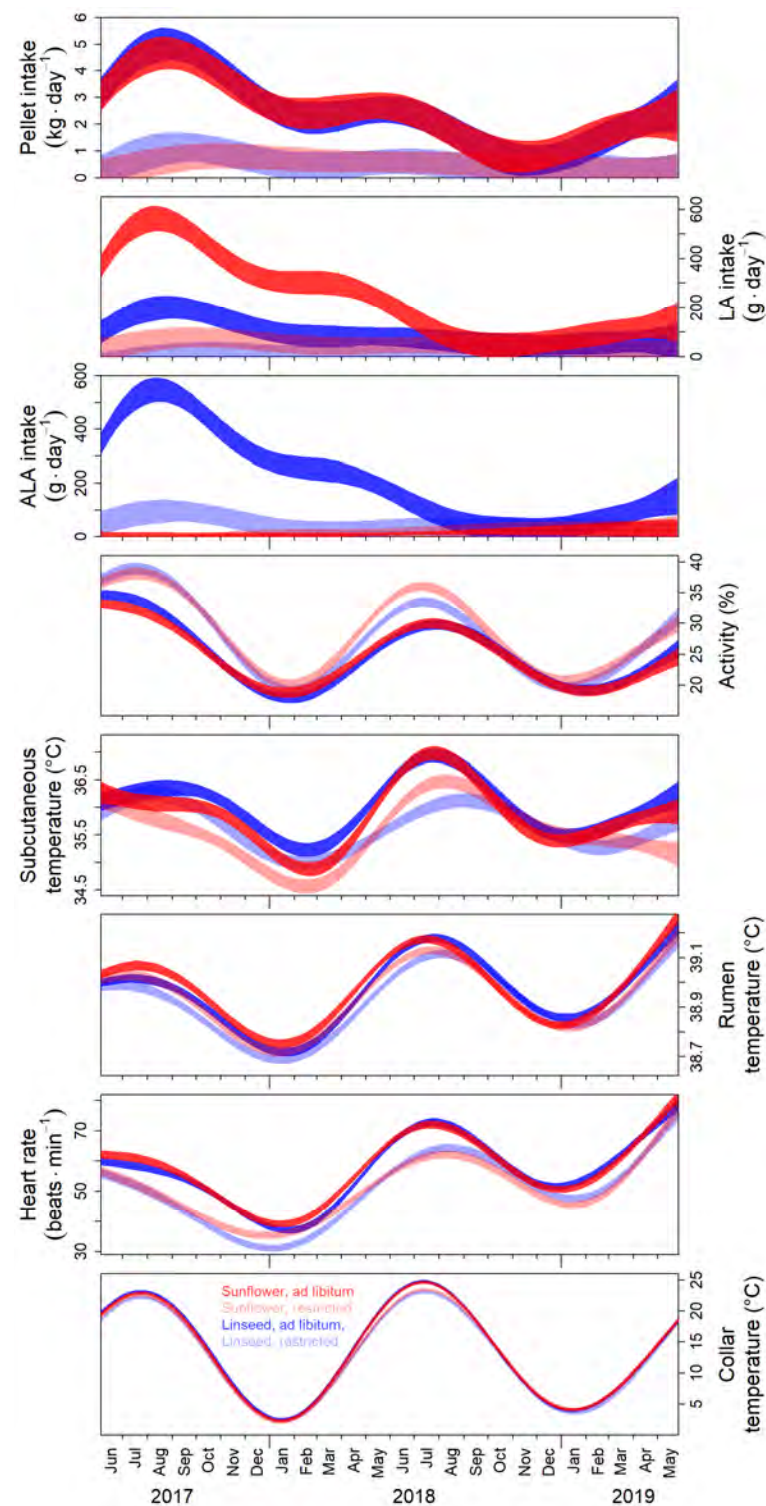 Pellet intake
(kg · day⁻¹)
6
5
4
3
2
1
0
LA intake
(g · day⁻¹)
600
400
200
0
ALA intake
(g · day⁻¹)
600
400
200
0
Activity (%)
40
35
30
25
20
Subcutaneous
temperature (°C)
36.5
35.5
34.5
Rumen
temperature (°C)
39.1
38.9
38.7
Heart rate
(beats · min⁻¹)
70
50
30
Sunflower, ad libitum
Sunflower, restricted
Linseed, ad libitum,
Linseed, restricted
Collar
temperature (°C)
25
20
15
10
5
Jun
Jul
Aug
Sep
Oct
Nov
Dec
Jan
Feb
Mar
Apr
May
Jun
Jul
Aug
Sep
Oct
Nov
Dec
Jan
Feb
Mar
Apr
May
2017
2018
2019